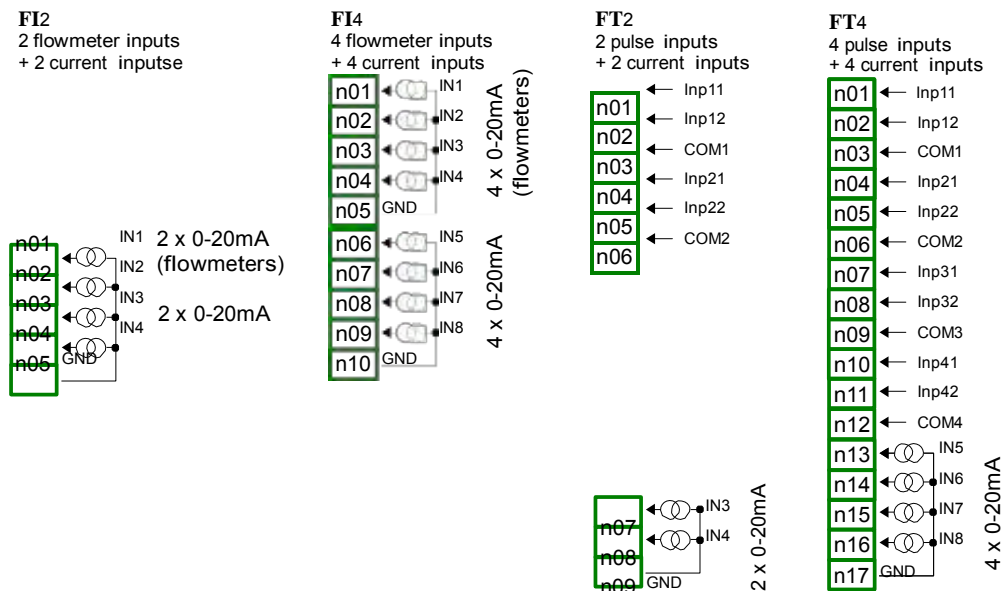 FI2
2 flowmeter inputs
+ 2 current inputse
n01
n02
n03
n04
n05
IN1
IN2
IN3
IN4
GND
2 x 0-20mA
(flowmeters)
2 x 0-20mA
FI4
4 flowmeter inputs
+ 4 current inputs
n01
IN1
n02
IN2
n03
IN3
n04
IN4
n05
GND
4 x 0-20mA
(flowmeters)
n06
IN5
n07
IN6
n08
IN7
n09
IN8
n10
GND
4 x 0-20mA
FT2
2 pulse inputs
+ 2 current inputs
Inp11
n01
Inp12
n02
COM1
n03
Inp21
n04
Inp22
n05
COM2
n06
IN3
n07
IN4
n08
n09
GND
2 x 0-20mA
FT4
4 pulse inputs
+ 4 current inputs
n01
Inp11
n02
Inp12
n03
COM1
n04
Inp21
n05
Inp22
n06
COM2
n07
Inp31
n08
Inp32
n09
COM3
n10
Inp41
n11
Inp42
n12
COM4
n13
IN5
n14
IN6
n15
IN7
n16
IN8
n17
GND
4 x 0-20mA